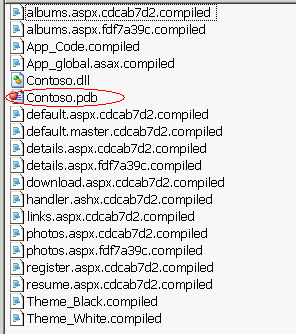 albums.aspx.cdcab7d2.compiled
albums.aspx.fdf7a39c.compiled
App_Code.compiled
App_global.asax.compiled
Contoso.dll
Contoso.pdb
default.aspx.cdcab7d2.compiled
default.master.cdcab7d2.compiled
details.aspx.cdcab7d2.compiled
details.aspx.fdf7a39c.compiled
download.aspx.cdcab7d2.compiled
handler.ashx.cdcab7d2.compiled
links.aspx.cdcab7d2.compiled
photos.aspx.cdcab7d2.compiled
photos.aspx.fdf7a39c.compiled
register.aspx.cdcab7d2.compiled
resume.aspx.cdcab7d2.compiled
Theme_Black.compiled
Theme_White.compiled